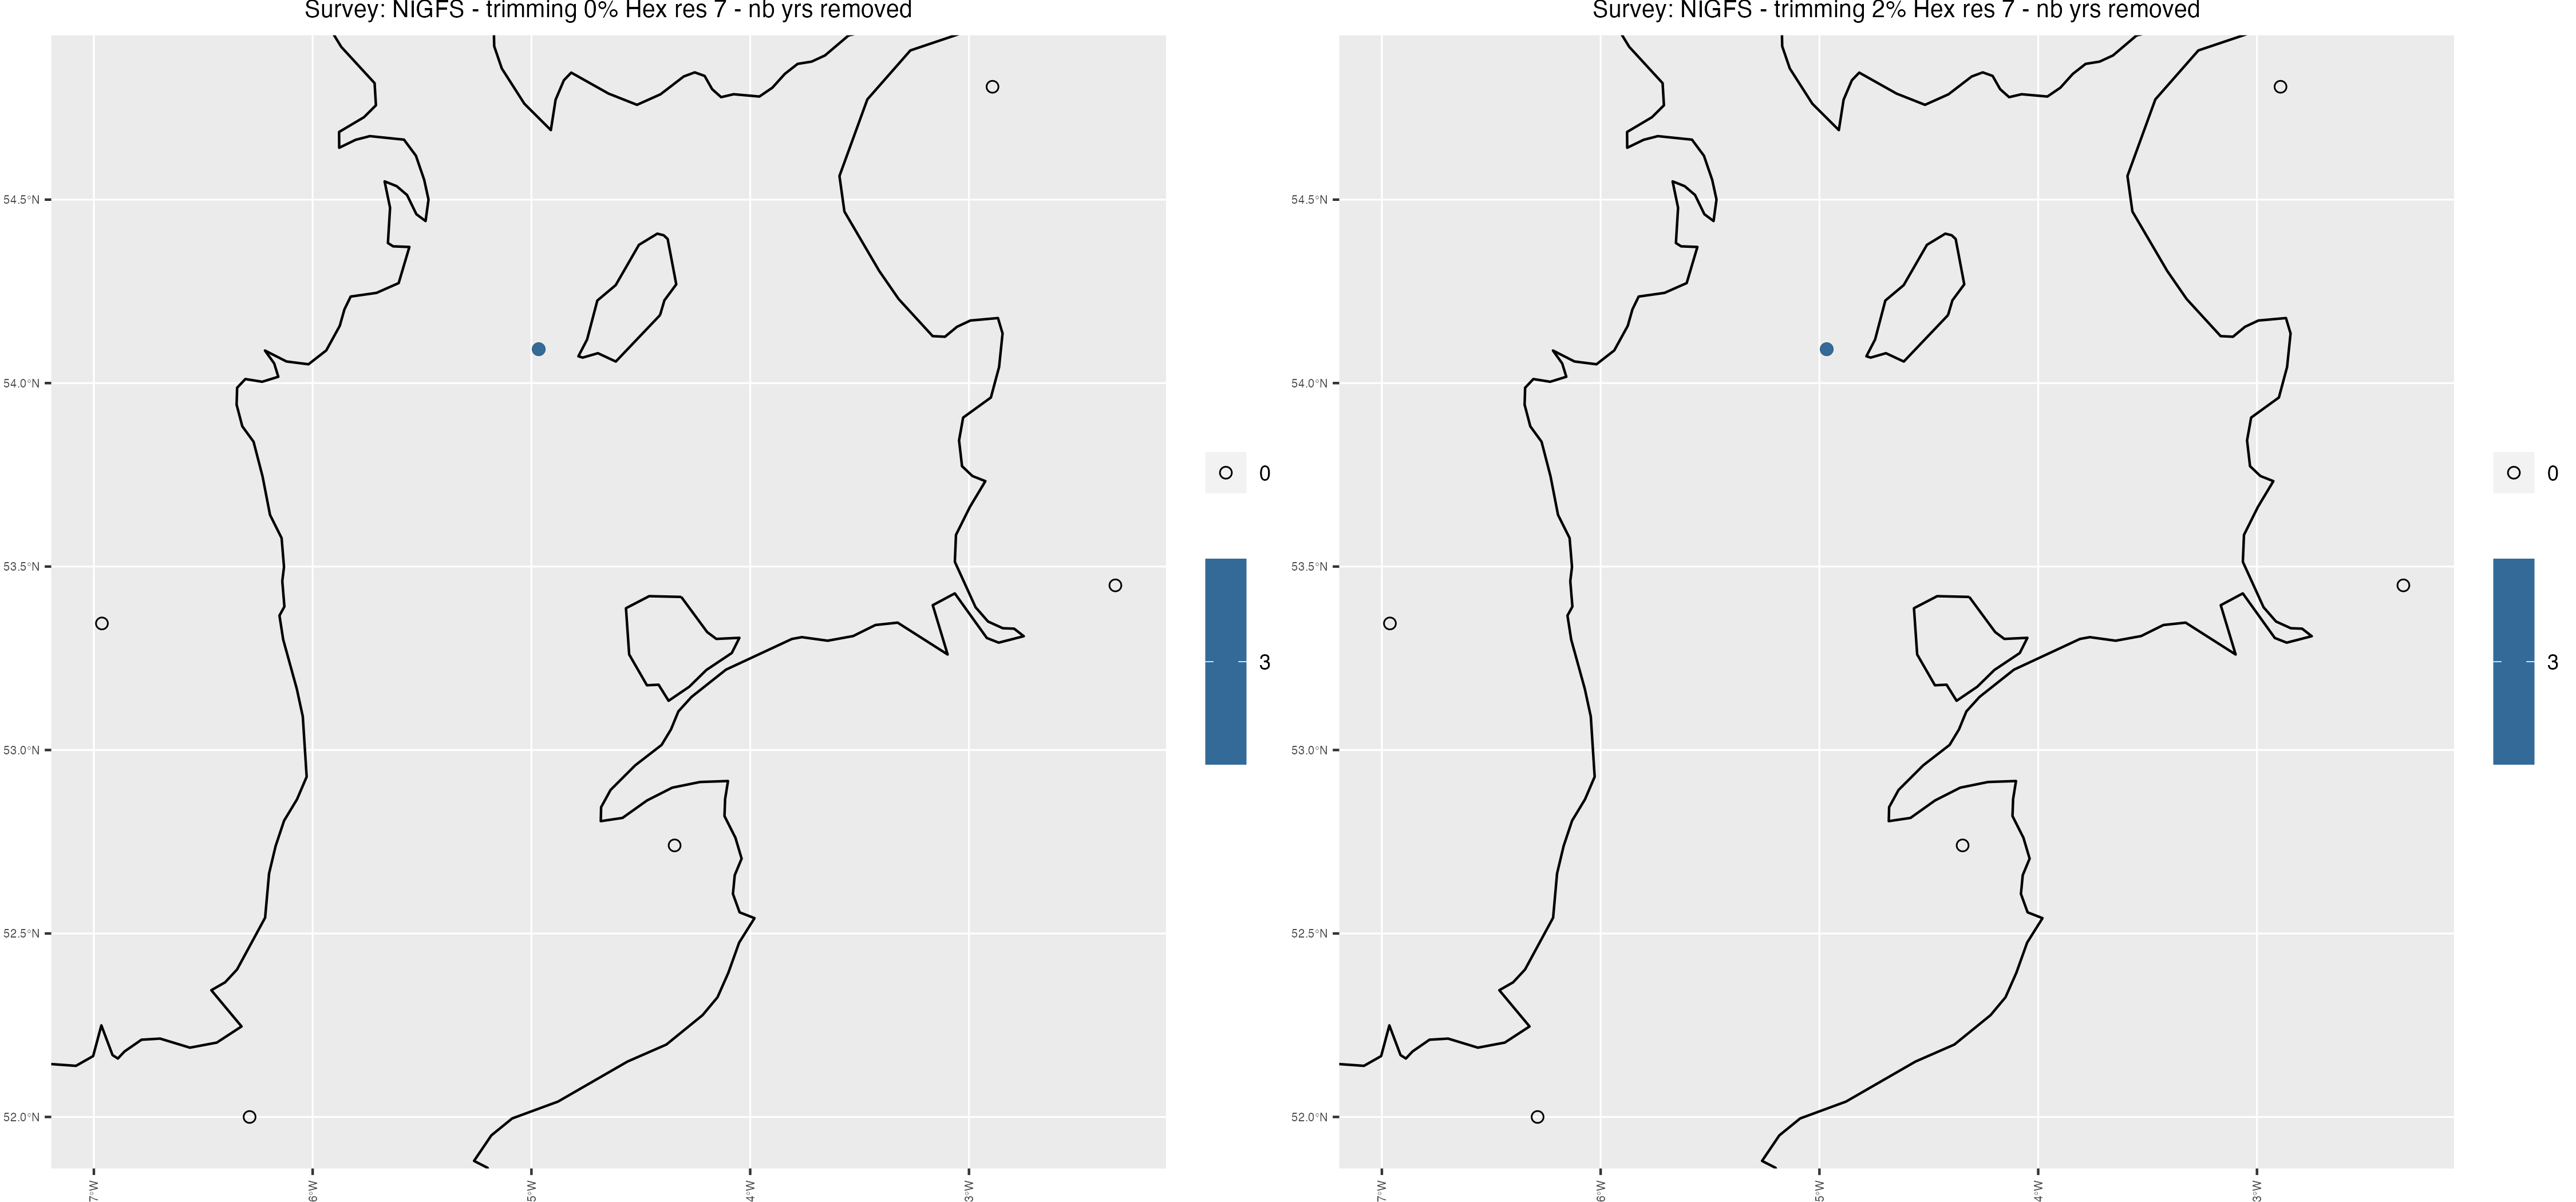 Survey: NIGFS - trimming 0% Hex res 7 - nb yrs removed
54.5°N
54.0°N
53.5°N
53.0°N
52.5°N
52.0°N
7°W
6°W
5°W
4°W
3°W
0
3
Survey: NIGFS - trimming 2% Hex res 7 - nb yrs removed
54.5°N
54.0°N
53.5°N
53.0°N
52.5°N
52.0°N
7°W
6°W
5°W
4°W
3°W
0
3